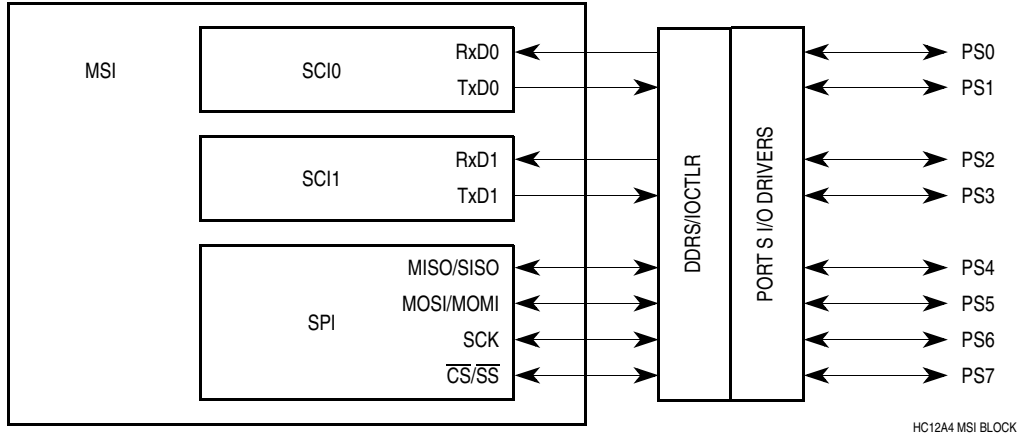 MSI
SCI0
RxD0
TxD0
SCI1
RxD1
TxD1
SPI
MISO/SISO
MOSI/MOMI
SCK
CS/SS
DDRS/IOCTLR
PORT S I/O DRIVERS
PS0
PS1
PS2
PS3
PS4
PS5
PS6
PS7
HC12A4 MSI BLOCK